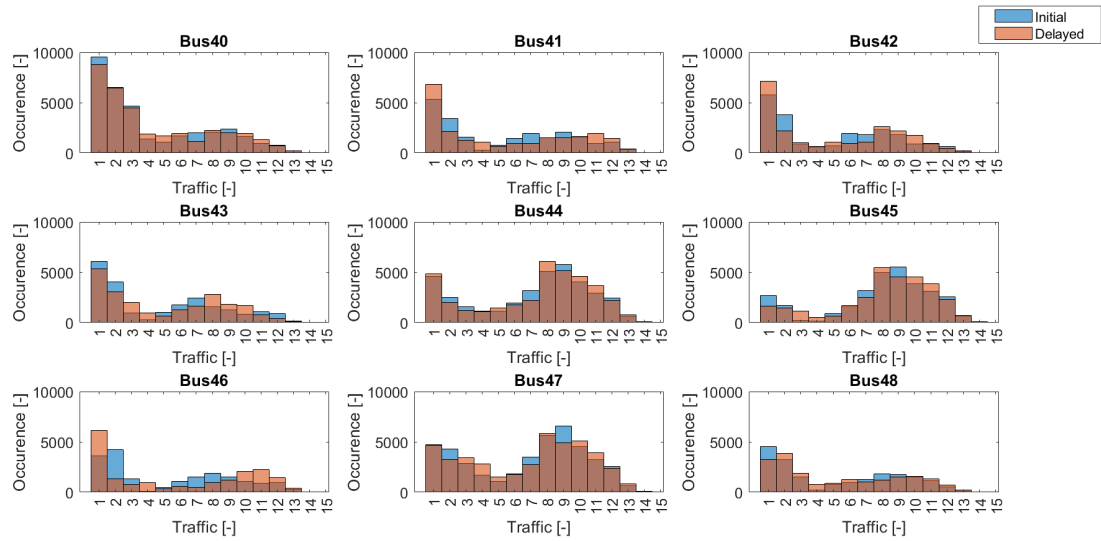 Initial
Delayed
Bus40
Bus41
Bus42
10000
5000
0
Occurence [-]
1 2 3 4 5 6 7 8 9 10 11 12 13 14 15
Traffic [-]
10000
5000
0
Occurence [-]
1 2 3 4 5 6 7 8 9 10 11 12 13 14 15
Traffic [-]
10000
5000
0
Occurence [-]
1 2 3 4 5 6 7 8 9 10 11 12 13 14 15
Traffic [-]
Bus43
Bus44
Bus45
10000
5000
0
Occurence [-]
1 2 3 4 5 6 7 8 9 10 11 12 13 14 15
Traffic [-]
10000
5000
0
Occurence [-]
1 2 3 4 5 6 7 8 9 10 11 12 13 14 15
Traffic [-]
10000
5000
0
Occurence [-]
1 2 3 4 5 6 7 8 9 10 11 12 13 14 15
Traffic [-]
Bus46
Bus47
Bus48
10000
5000
0
Occurence [-]
1 2 3 4 5 6 7 8 9 10 11 12 13 14 15
Traffic [-]
10000
5000
0
Occurence [-]
1 2 3 4 5 6 7 8 9 10 11 12 13 14 15
Traffic [-]
10000
5000
0
Occurence [-]
1 2 3 4 5 6 7 8 9 10 11 12 13 14 15
Traffic [-]